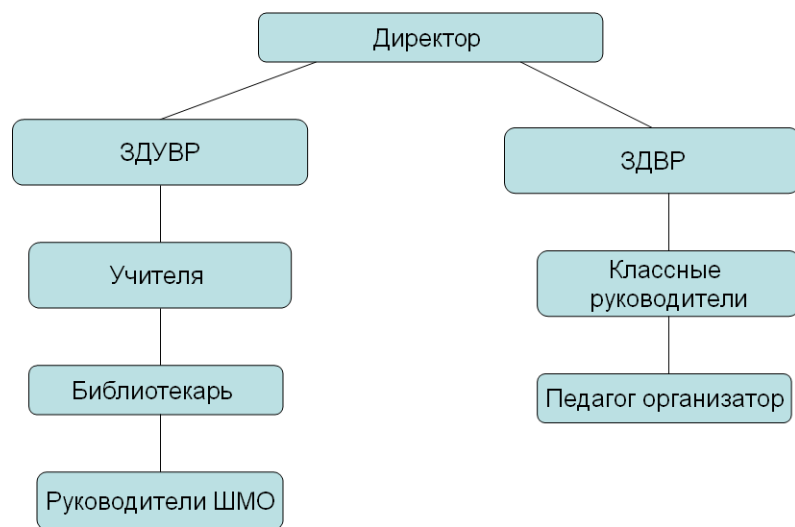 Директор
ЗДУВР
ЗДВР
Учителя
Классные
руководители
Библиотекарь
Педагог организатор
Руководители ШМО